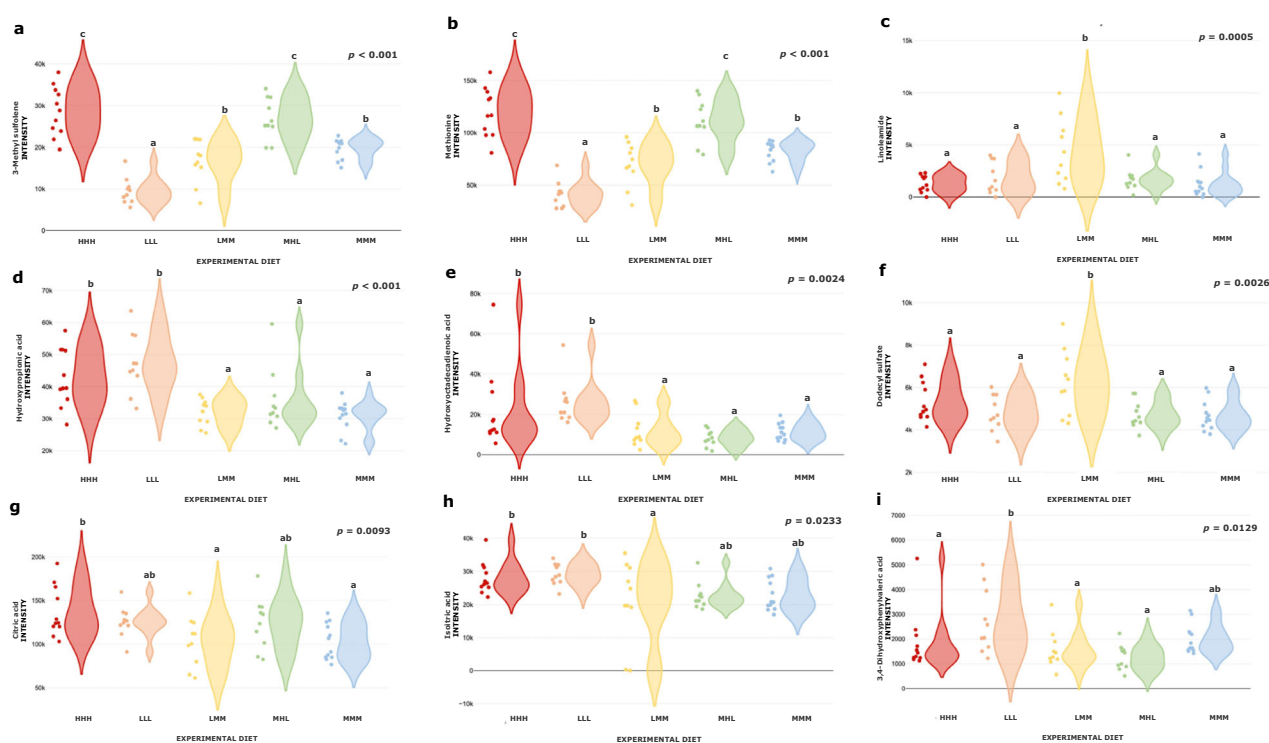 a
3-Methyl sulfolene
INTENSITY
40k
30k
20k
10k
0
c
a
b
c
b
p < 0.001
HHH LLL LMM MHL MMM
EXPERIMENTAL DIET
b
Methionine
INTENSITY
150k
100k
50k
c
a
b
c
b
p < 0.001
HHH LLL LMM MHL MMM
EXPERIMENTAL DIET
c
Linoleamide
INTENSITY
15k
10k
5k
0
a
a
b
a
a
p = 0.0005
HHH LLL LMM MHL MMM
EXPERIMENTAL DIET
d
Hydroxypropionic acid
INTENSITY
70k
60k
50k
40k
30k
20k
b
b
a
a
a
p < 0.001
HHH LLL LMM MHL MMM
EXPERIMENTAL DIET
e
Hydroxyoctadecadienoic acid
INTENSITY
80k
60k
40k
20k
0
b
b
a
a
a
p = 0.0024
HHH LLL LMM MHL MMM
EXPERIMENTAL DIET
f
Dodecyl sulfate
INTENSITY
10k
8k
6k
4k
2k
a
a
b
a
a
p = 0.0026
HHH LLL LMM MHL MMM
EXPERIMENTAL DIET
g
Citric acid
INTENSITY
200k
150k
100k
50k
b
ab
a
ab
a
p = 0.0093
HHH LLL LMM MHL MMM
EXPERIMENTAL DIET
h
Isoitric acid
INTENSITY
40k
30k
20k
10k
0
−10k
b
b
a
ab
ab
p = 0.0233
HHH LLL LMM MHL MMM
EXPERIMENTAL DIET
i
3,4-Dihydroxyphenylvaleric acid
INTENSITY
7000
6000
5000
4000
3000
2000
1000
0
a
b
a
a
ab
p = 0.0129
HHH LLL LMM MHL MMM
EXPERIMENTAL DIET